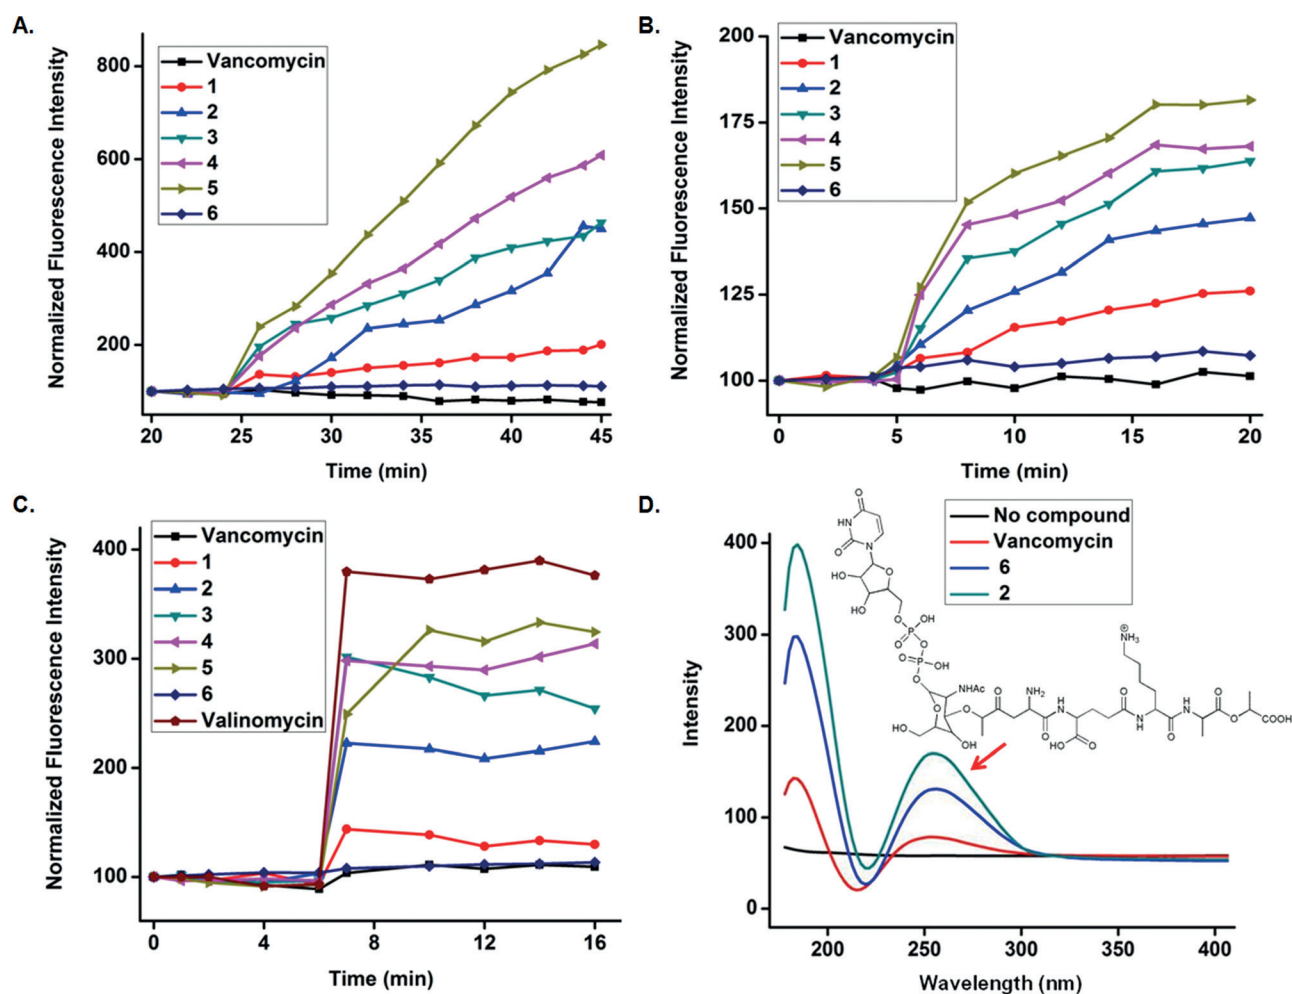 A.
Normalized Fluorescence Intensity
800
600
400
200
Vancomycin
1
2
3
4
5
6
20 25 30 35 40 45
Time (min)
B.
Normalized Fluorescence Intensity
200
175
150
125
100
Vancomycin
1
2
3
4
5
6
0 5 10 15 20
Time (min)
C.
Normalized Fluorescence Intensity
400
300
200
100
Vancomycin
1
2
3
4
5
6
Valinomycin
0 4 8 12 16
Time (min)
D.
Intensity
400
300
200
100
0
No compound
Vancomycin
6
2
O
NH
O
N
O
HO
HO
O
OH
P
O
O
O
P
OH
O
NHAc
O
HO
OH
O
O
NH₂
O
H
N
HO
O
O
N
H
⊕
NH₃
O
H
N
O
O
COOH
200 250 300 350 400
Wavelength (nm)